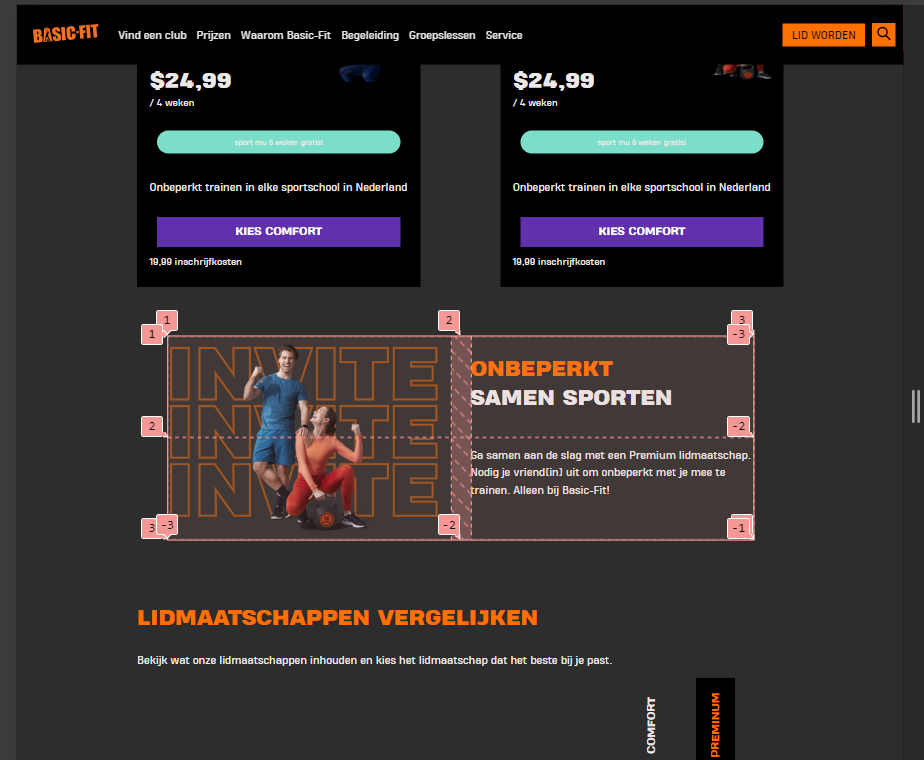 BASIC-FIT Vind een club Prijzen Waarom Basic-Fit Begeleiding Groepslessen Service LID WORDEN
$24,99 $24,99
/ 4 weken / 4 weken
sport mu 6 weken gratis! sport mu 6 weken gratis!
Onbeperkt trainen in elke sportschool in Nederland Onbeperkt trainen in elke sportschool in Nederland
KIES COMFORT KIES COMFORT
19,99 inschrijfkosten 19,99 inschrijfkosten
1 2 3
1 -3
INVITE
INVITE
INVITE
ONBEPERKT
SAMEN SPORTEN
2 -2
Ga samen aan de slag met een Premium lidmaatschap.
Nodig je vriend(in) uit om onbeperkt met je mee te
trainen. Alleen bij Basic-Fit!
3 -3 -2 -1
LIDMAATSCHAPPEN VERGELIJKEN
Bekijk wat onze lidmaatschappen inhouden en kies het lidmaatschap dat het beste bij je past.
COMFORT
PREMINUM